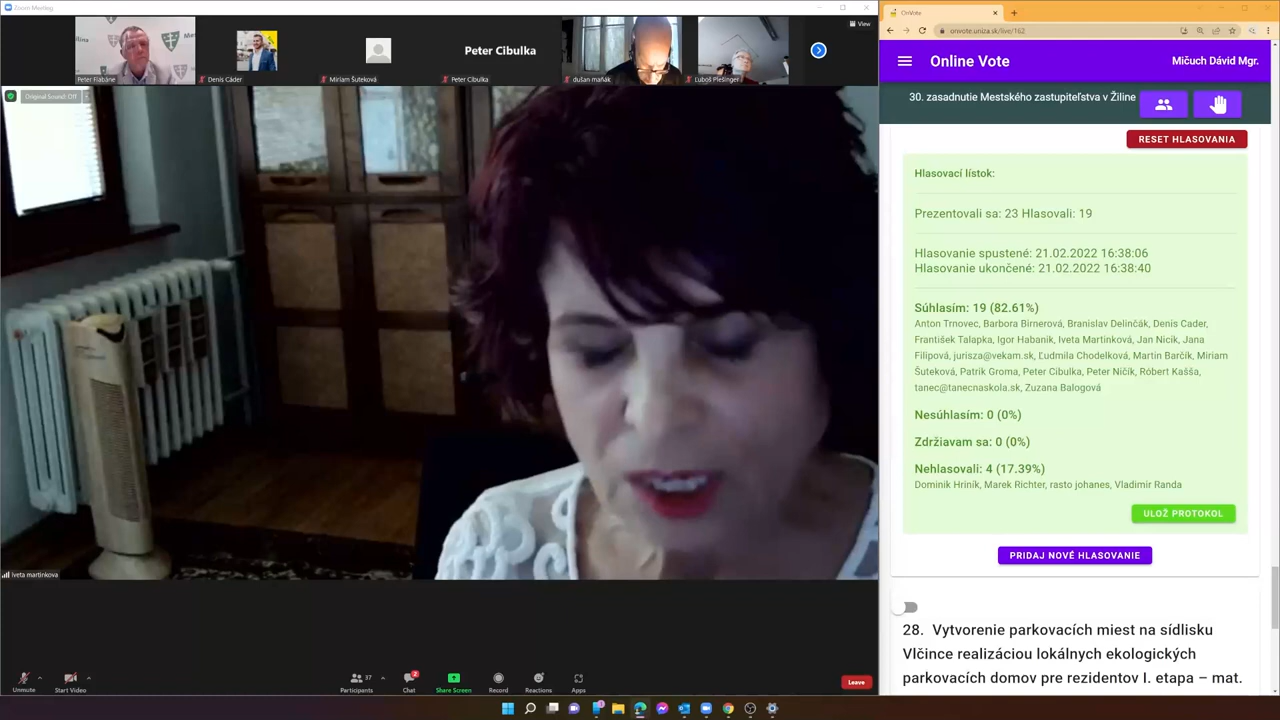 Zoom Meeting
View
Peter Cibulka
Peter Fiabáne
Denis Cáder
Miriam Šuteková
Peter Cibulka
dušan maňák
Ľuboš Plešinger
Original Sound: Off
iveta martinkova
Unmute
Start Video
37
Participants
2
Chat
Share Screen
Record
Reactions
Apps
Leave
OnVote
onvote.uniza.sk/live/162
Online Vote
Mičuch Dávid Mgr.
30. zasadnutie Mestského zastupiteľstva v Žiline
RESET HLASOVANIA
Hlasovací lístok:
Prezentovali sa: 23 Hlasovali: 19
Hlasovanie spustené: 21.02.2022 16:38:06
Hlasovanie ukončené: 21.02.2022 16:38:40
Súhlasím: 19 (82.61%)
Anton Trnovec, Barbora Birnerová, Branislav Delinčák, Denis Cader,
František Talapka, Igor Habaník, Iveta Martinková, Jan Nicík, Jana
Filipová, jurisza@vekam.sk, Ľudmila Chodelková, Martin Barčík, Miriam
Šuteková, Patrik Groma, Peter Cibulka, Peter Ničík, Róbert Kašša,
tanec@tanecnaskola.sk, Zuzana Balogová
Nesúhlasím: 0 (0%)
Zdržiavam sa: 0 (0%)
Nehlasovali: 4 (17.39%)
Dominik Hriník, Marek Richter, rasto johanes, Vladimír Randa
ULOŽ PROTOKOL
PRIDAJ NOVÉ HLASOVANIE
28. Vytvorenie parkovacích miest na sídlisku
Vlčince realizáciou lokálnych ekologických
parkovacích domov pre rezidentov I. etapa – mat.